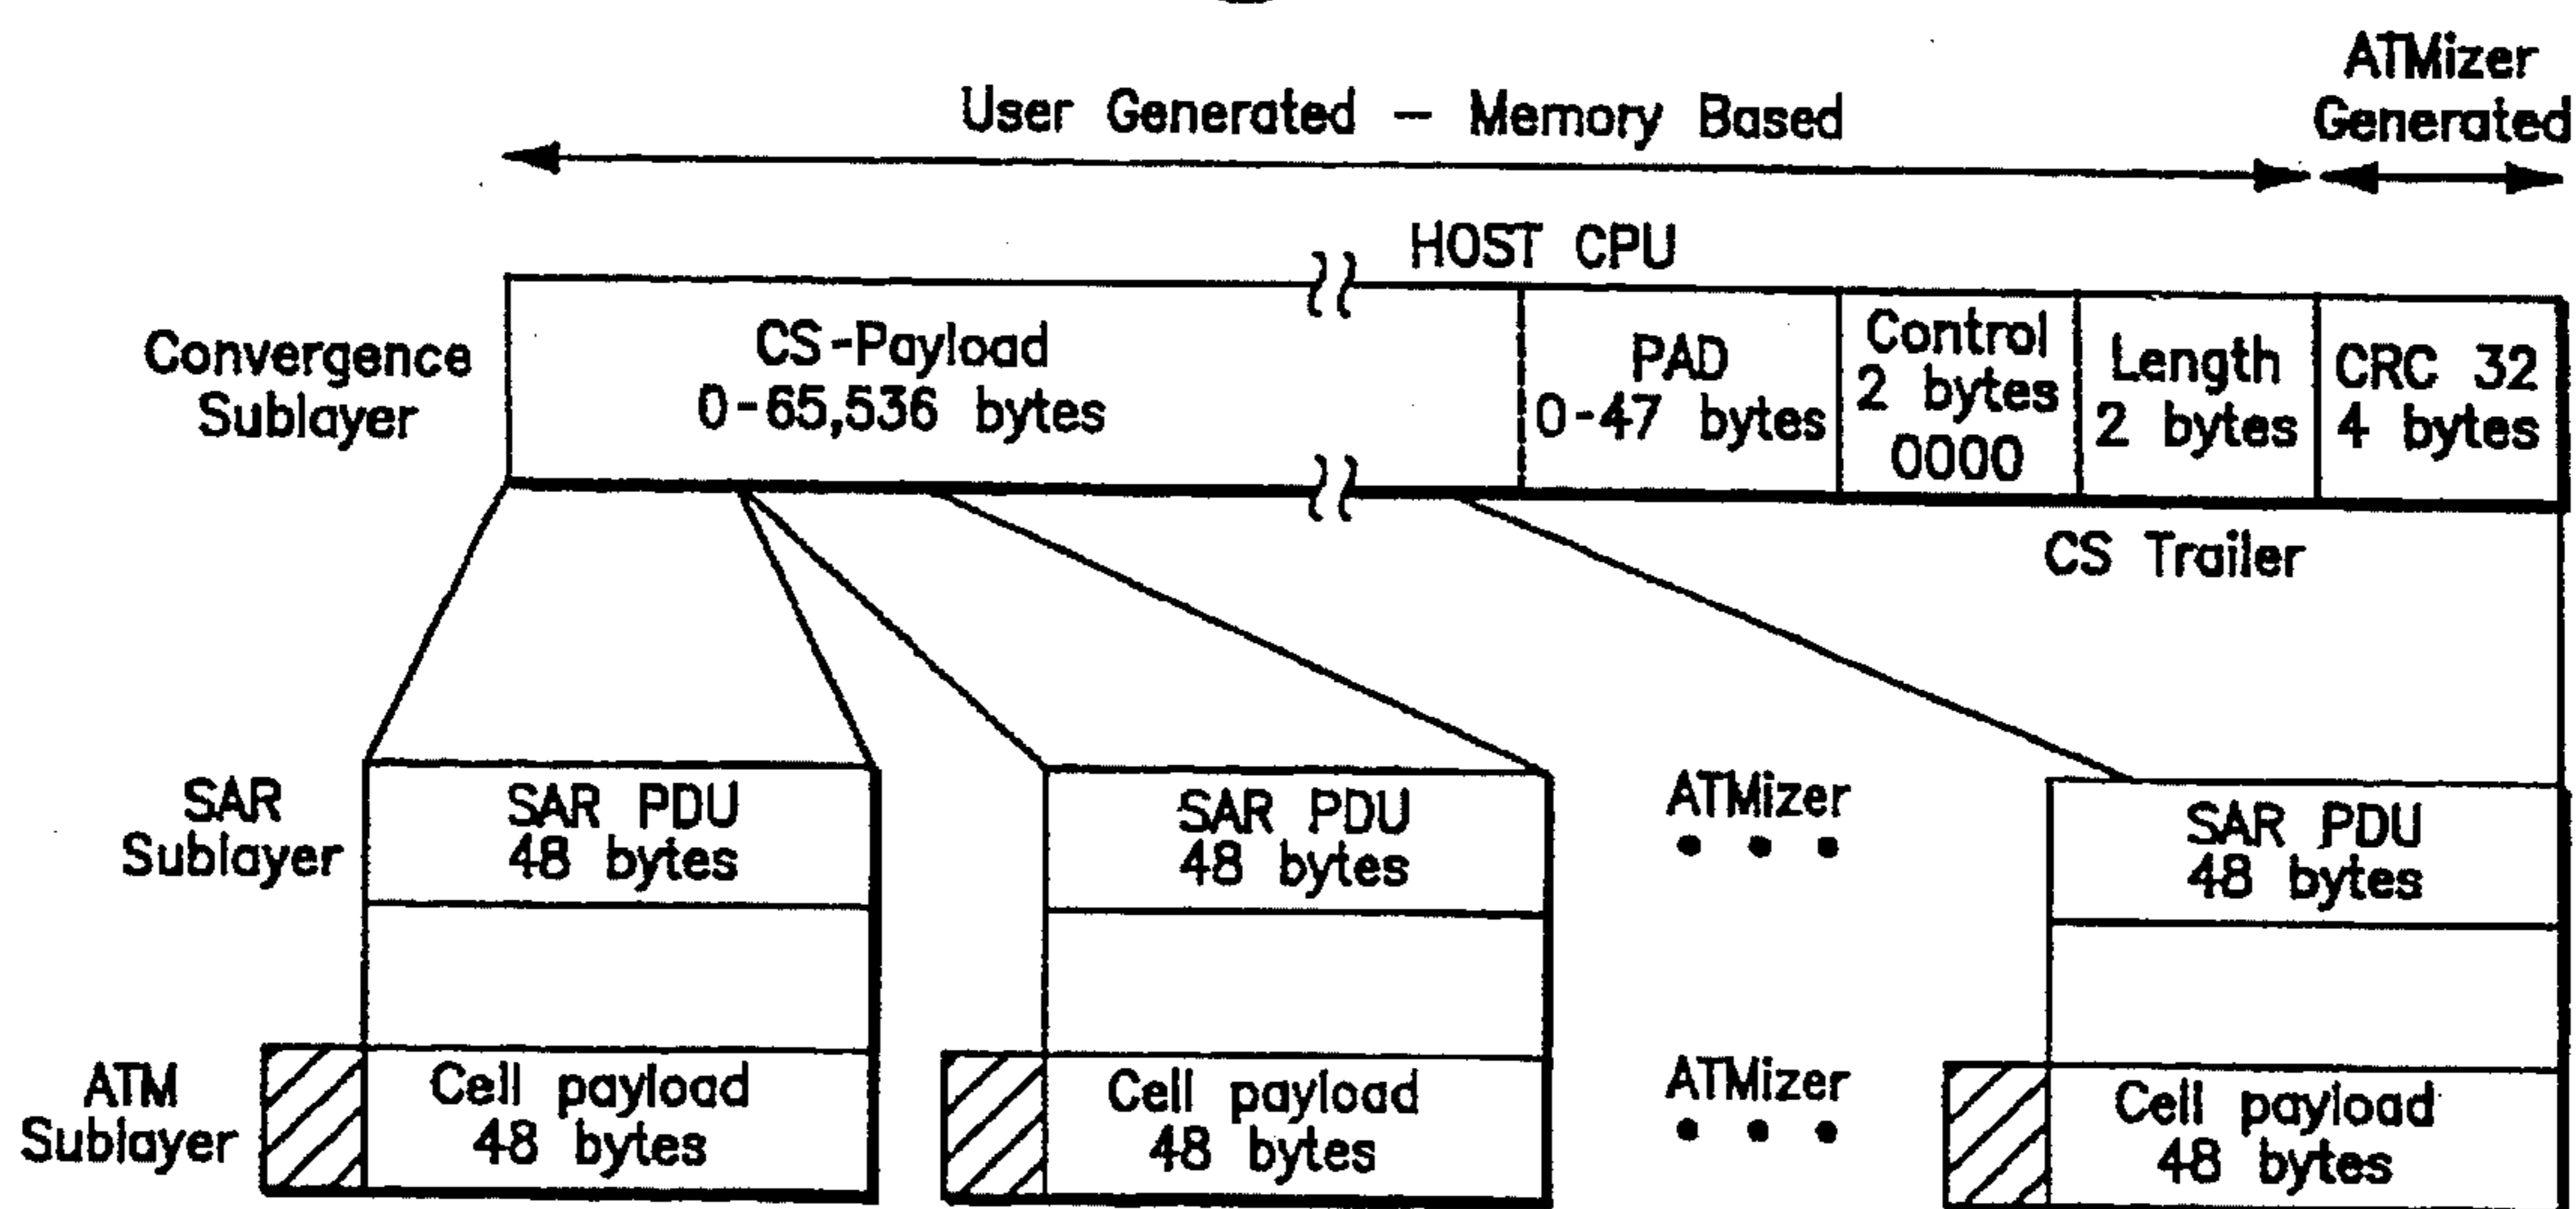 ATMizer
Generated
User Generated – Memory Based
HOST CPU
Convergence
Sublayer
CS-Payload
0-65,536 bytes
PAD
0-47 bytes
Control
2 bytes
0000
Length
2 bytes
CRC 32
4 bytes
CS Trailer
SAR
Sublayer
SAR PDU
48 bytes
SAR PDU
48 bytes
ATMizer
• • •
SAR PDU
48 bytes
ATM
Sublayer
Cell payload
48 bytes
Cell payload
48 bytes
ATMizer
• • •
Cell payload
48 bytes